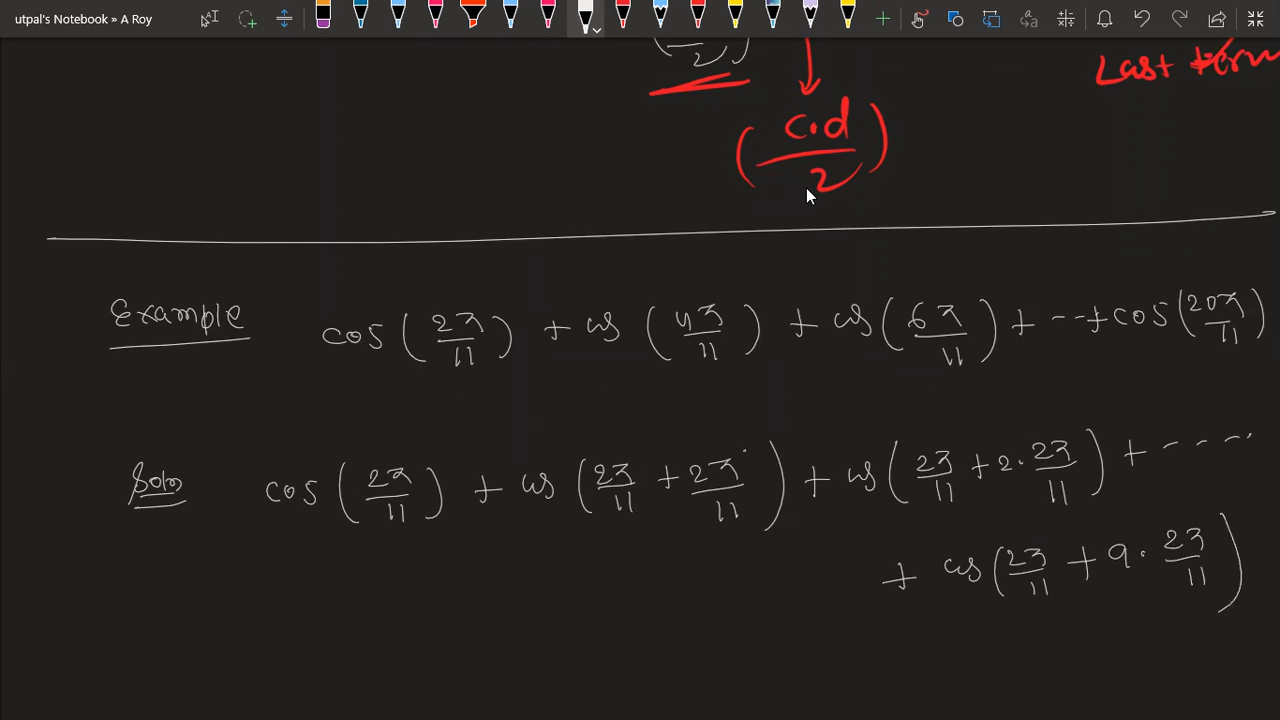 utpal's Notebook » A Roy
2
Last term
(c.d/2)
Example cos(2π/11) + cos(4π/11) + cos(6π/11) + --+ cos(20π/11)
Soln cos(2π/11) + cos(2π/11 + 2π/11) + cos(2π/11 + 2.2π/11) + -----
+ cos(2π/11 + 9.2π/11)